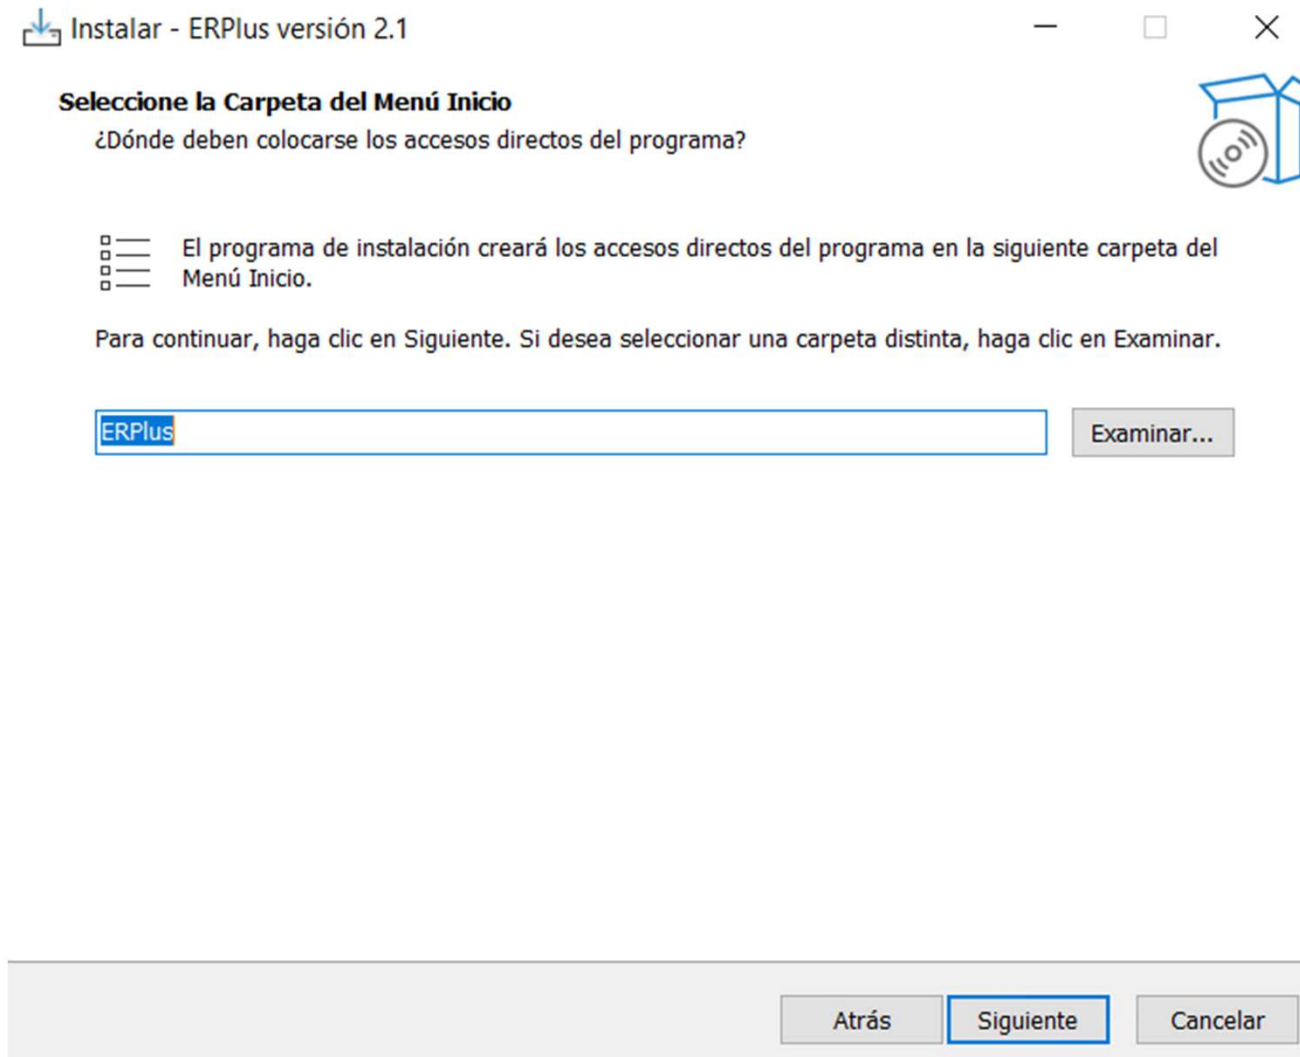 Instalar - ERPlus versión 2.1
Seleccione la Carpeta del Menú Inicio
¿Dónde deben colocarse los accesos directos del programa?
El programa de instalación creará los accesos directos del programa en la siguiente carpeta del
Menú Inicio.
Para continuar, haga clic en Siguiente. Si desea seleccionar una carpeta distinta, haga clic en Examinar.
ERPlus
Examinar...
Atrás
Siguiente
Cancelar